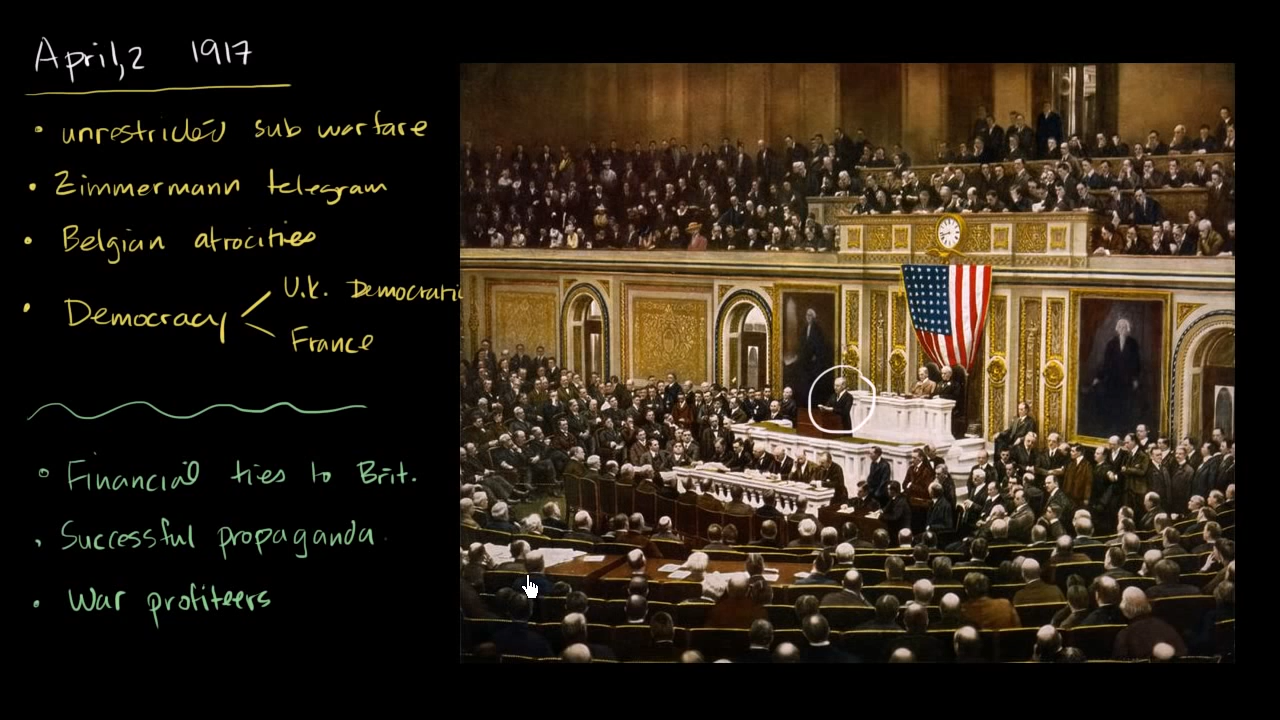 April, 2 1917
• unrestricted sub warfare
• Zimmermann telegram
• Belgian atrocities
• Democracy
U.K. Democratic
France
• Financial ties to Brit.
• Successful propaganda
• War profiteers